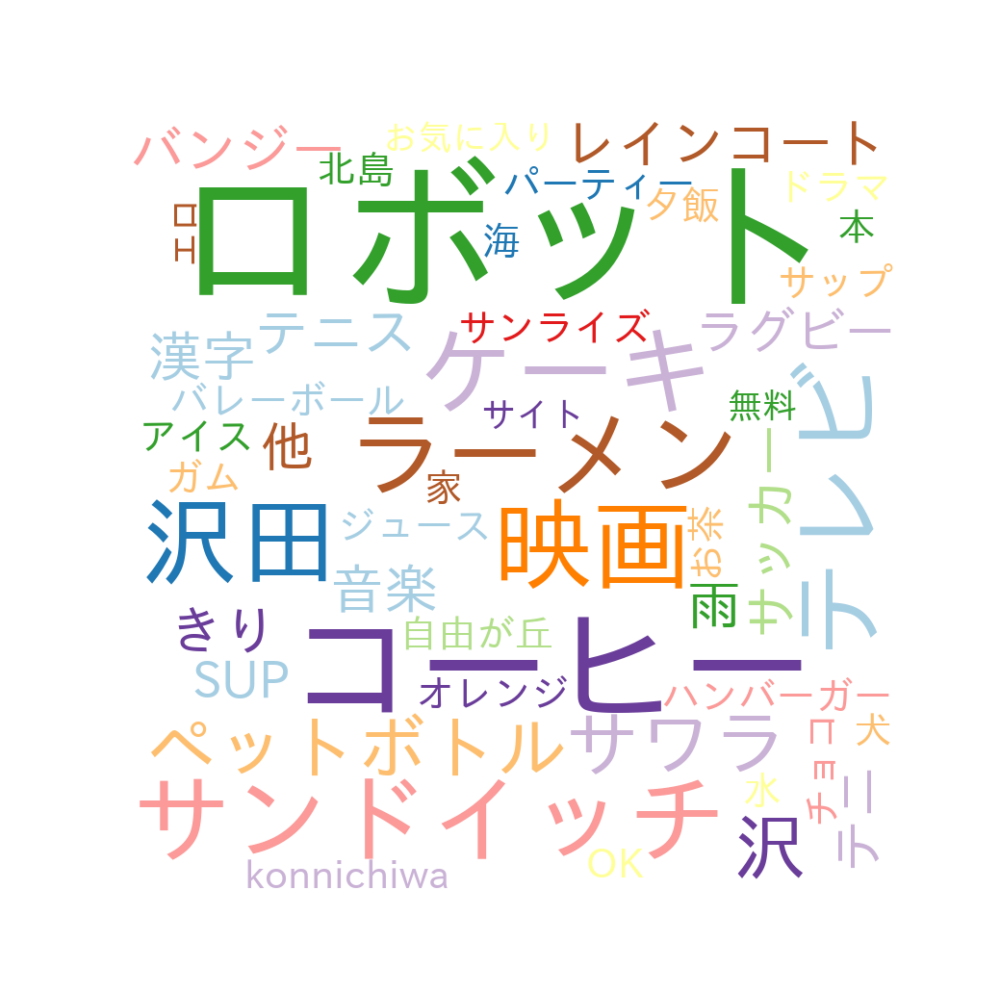 バンジー
お気に入り
レインコート
北島
パーティー
ドラマ
夕飯
エロ
ロボット
海
本
サップ
テニス
サンライズ
ラグビー
漢字
ケーキ
バレーボール
サイト
無料
テレビ
アイス
他
ラーメン
ガム
家
サッカー
沢田
ジュース
映画
お茶
音楽
雨
きり
自由が丘
コーヒー
SUP
オレンジ
ハンバーガー
ペットボトル
サワラ
チョコ
犬
サンドイッチ
水
テニ
沢
OK
konnichiwa